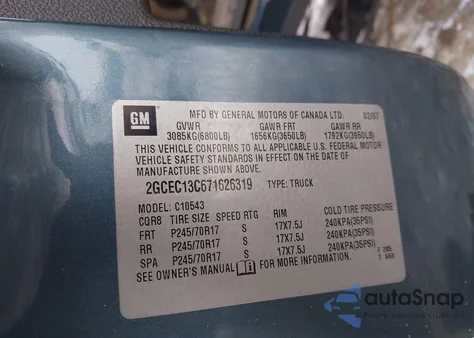 GM
MFD BY GENERAL MOTORS OF CANADA LTD. 02/07
GVWR GAWR FRT GAWR RR
3085KG(6800LB) 1656KG(3650LB) 1792KG(3950LB)
THIS VEHICLE CONFORMS TO ALL APPLICABLE U.S. FEDERAL MOTOR
VEHICLE SAFETY STANDARDS IN EFFECT ON THE DATE OF
MANUFACTURE SHOWN ABOVE.
2GCEC13C671626319 TYPE: TRUCK
MODEL: C10543
CQR8 TIRE SIZE SPEED RTG RIM COLD TIRE PRESSURE
FRT P245/70R17 S 17X7.5J 240KPA(35PSI)
RR P245/70R17 S 17X7.5J 240KPA(35PSI)
SPA P245/70R17 S 17X7.5J 240KPA(35PSI)
SEE OWNER'S MANUAL FOR MORE INFORMATION.
autaSnap